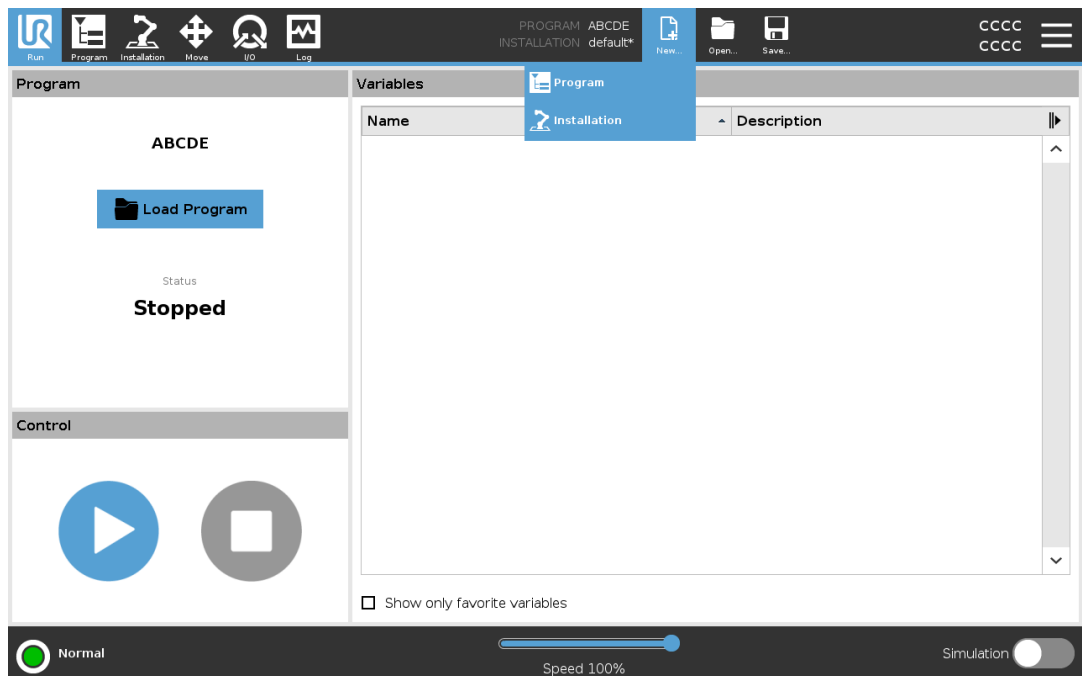 Run
Program
Installation
Move
I/O
Log
PROGRAM ABCDE
INSTALLATION default*
New...
Open...
Save...
CCCC
CCCC
Program
Variables
Program
Installation
Name
Description
ABCDE
Load Program
Status
Stopped
Control
Show only favorite variables
Normal
Speed 100%
Simulation